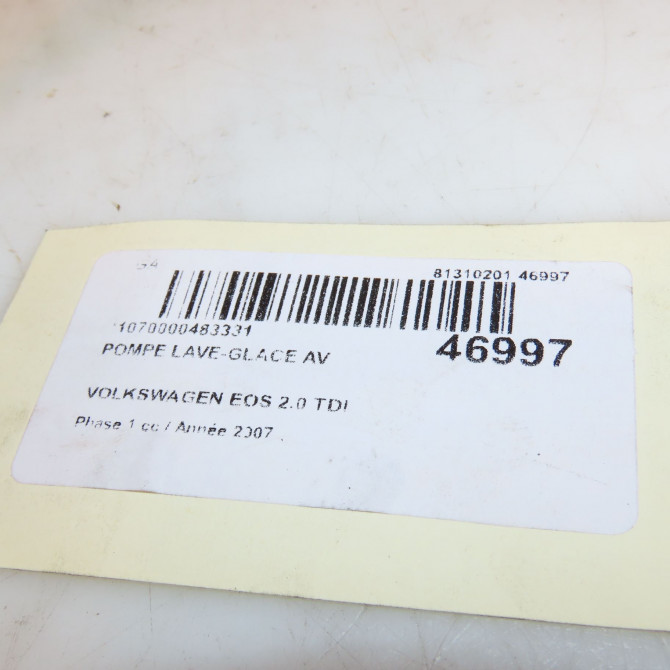 81310201 46997
1070000483331
46997
POMPE LAVE-GLACE AV
VOLKSWAGEN EOS 2.0 TDI
Phase 1 cc / Année 2007